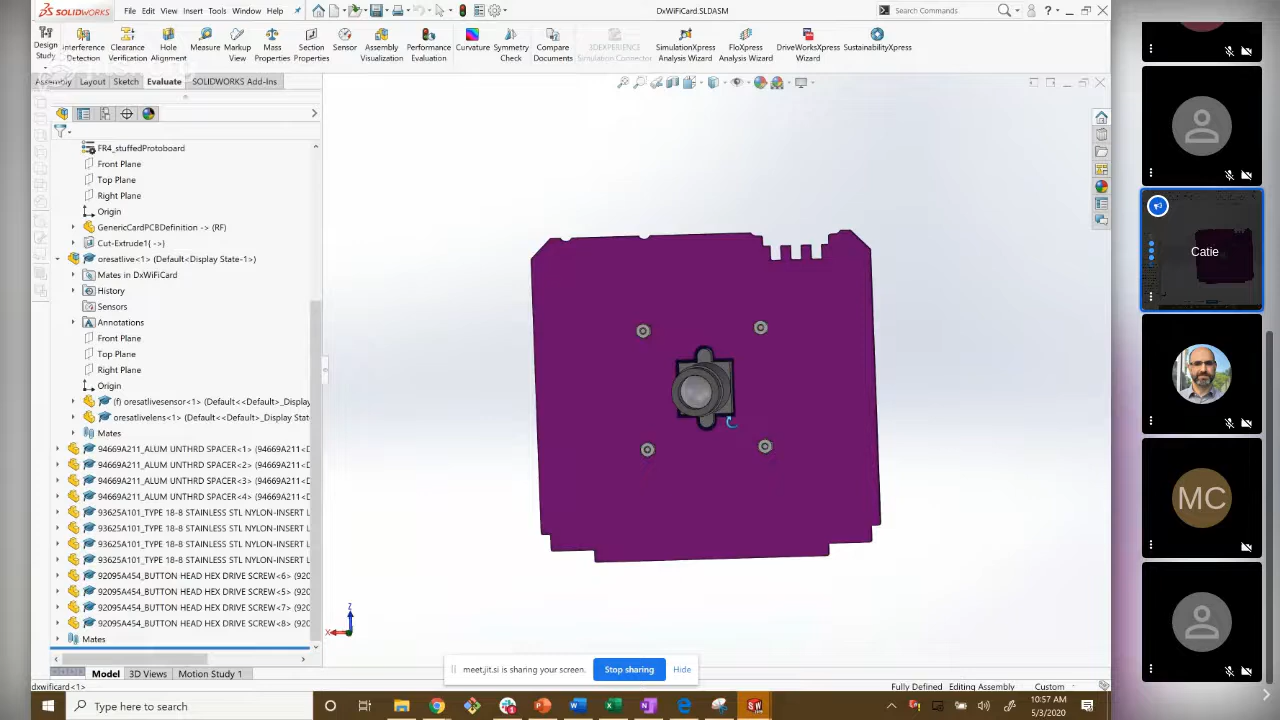 SOLIDWORKS
File Edit View Insert Tools Window Help
DxWiFiCard.SLDASM
Search Commands
Design Study
Interference Detection
Clearance Verification
Hole Alignment
Measure
Markup View
Mass Properties
Section Properties
Sensor
Assembly Visualization
Performance Evaluation
Curvature
Symmetry Check
Compare Documents
3DEXPERIENCE Simulation Connector
SimulationXpress Analysis Wizard
FloXpress Analysis Wizard
DriveWorksXpress Wizard
SustainabilityXpress
Assembly Layout Sketch Evaluate SOLIDWORKS Add-Ins
FR4_stuffedProtoboard
Front Plane
Top Plane
Right Plane
Origin
GenericCardPCBDefinition -> (RF)
Cut-Extrude1{ ->}
oresatlive<1> (Default<Display State-1>)
Mates in DxWiFiCard
History
Sensors
Annotations
Front Plane
Top Plane
Right Plane
Origin
(f) oresatlivesensor<1> (Default<<Default>_Display
oresatlivelens<1> (Default<<Default>_Display Stat
Mates
94669A211_ALUM UNTHRD SPACER<1> (94669A211<D
94669A211_ALUM UNTHRD SPACER<2> (94669A211<D
94669A211_ALUM UNTHRD SPACER<3> (94669A211<D
94669A211_ALUM UNTHRD SPACER<4> (94669A211<D
93625A101_TYPE 18-8 STAINLESS STL NYLON-INSERT L
93625A101_TYPE 18-8 STAINLESS STL NYLON-INSERT L
93625A101_TYPE 18-8 STAINLESS STL NYLON-INSERT L
93625A101_TYPE 18-8 STAINLESS STL NYLON-INSERT L
92095A454_BUTTON HEAD HEX DRIVE SCREW<6> (920
92095A454_BUTTON HEAD HEX DRIVE SCREW<5> (920
92095A454_BUTTON HEAD HEX DRIVE SCREW<7> (920
92095A454_BUTTON HEAD HEX DRIVE SCREW<8> (920
Mates
Z
X
Model 3D Views Motion Study 1
meet.jit.si is sharing your screen. Stop sharing Hide
dxwificard<1>
Fully Defined Editing Assembly Custom
Type here to search
10:57 AM
5/3/2020
Catie
MC